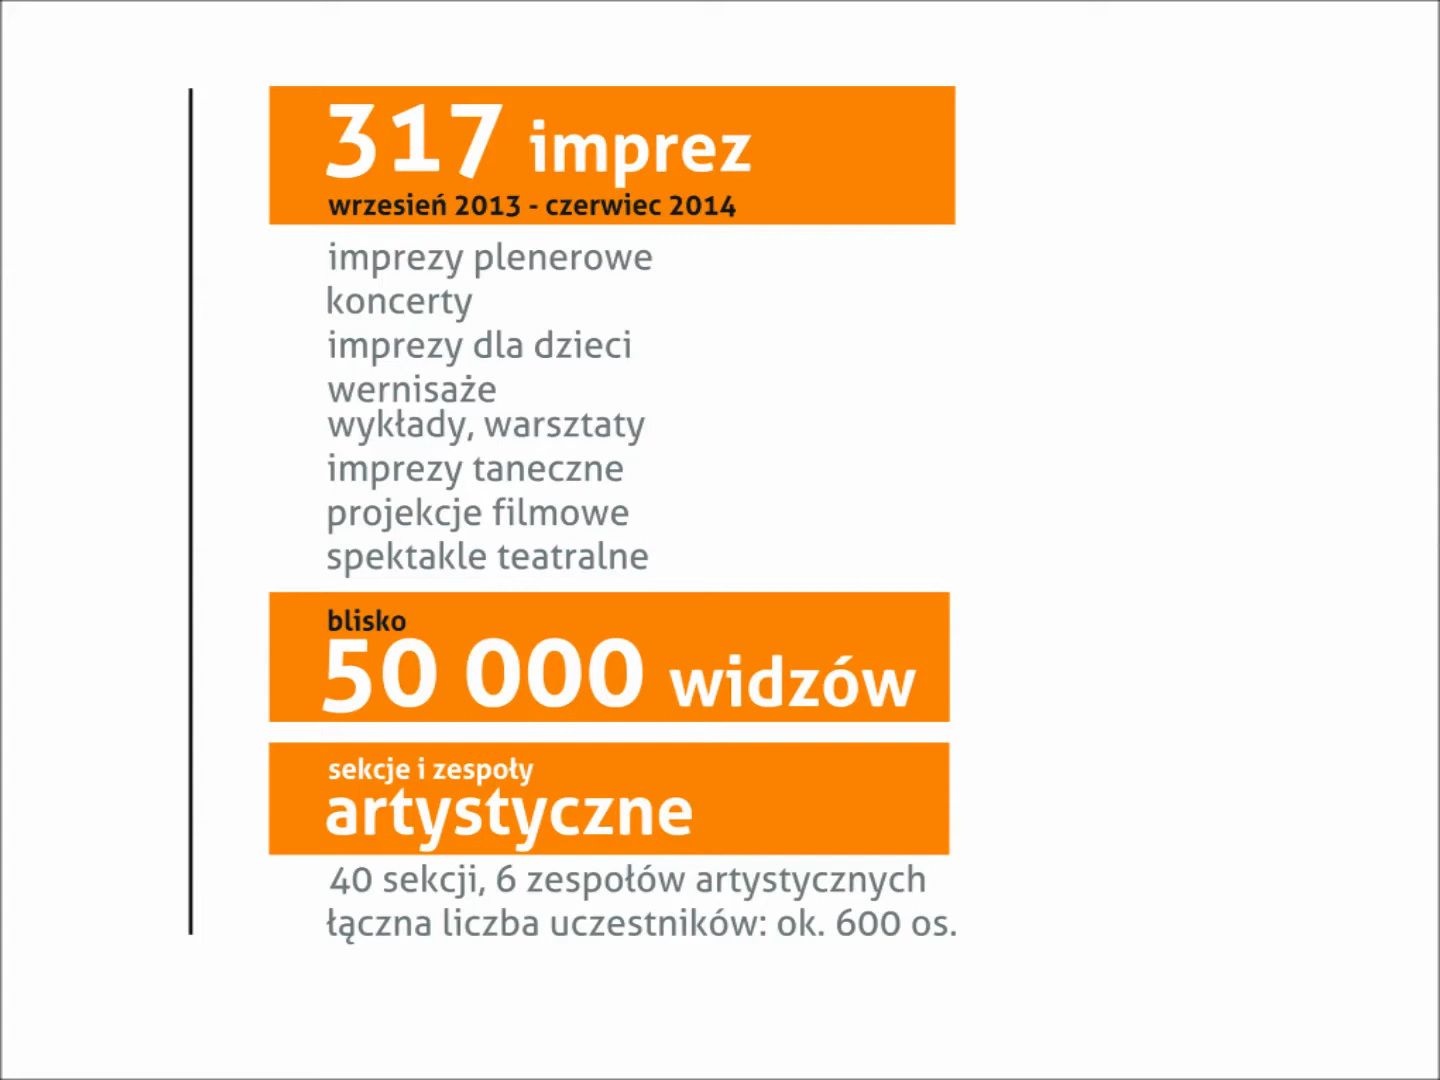 317 imprez
wrzesień 2013 - czerwiec 2014
imprezy plenerowe
koncerty
imprezy dla dzieci
wernisaże
wykłady, warsztaty
imprezy taneczne
projekcje filmowe
spektakle teatralne
blisko
50 000 widzów
sekcje i zespoły
artystyczne
40 sekcji, 6 zespołów artystycznych
łączna liczba uczestników: ok. 600 os.